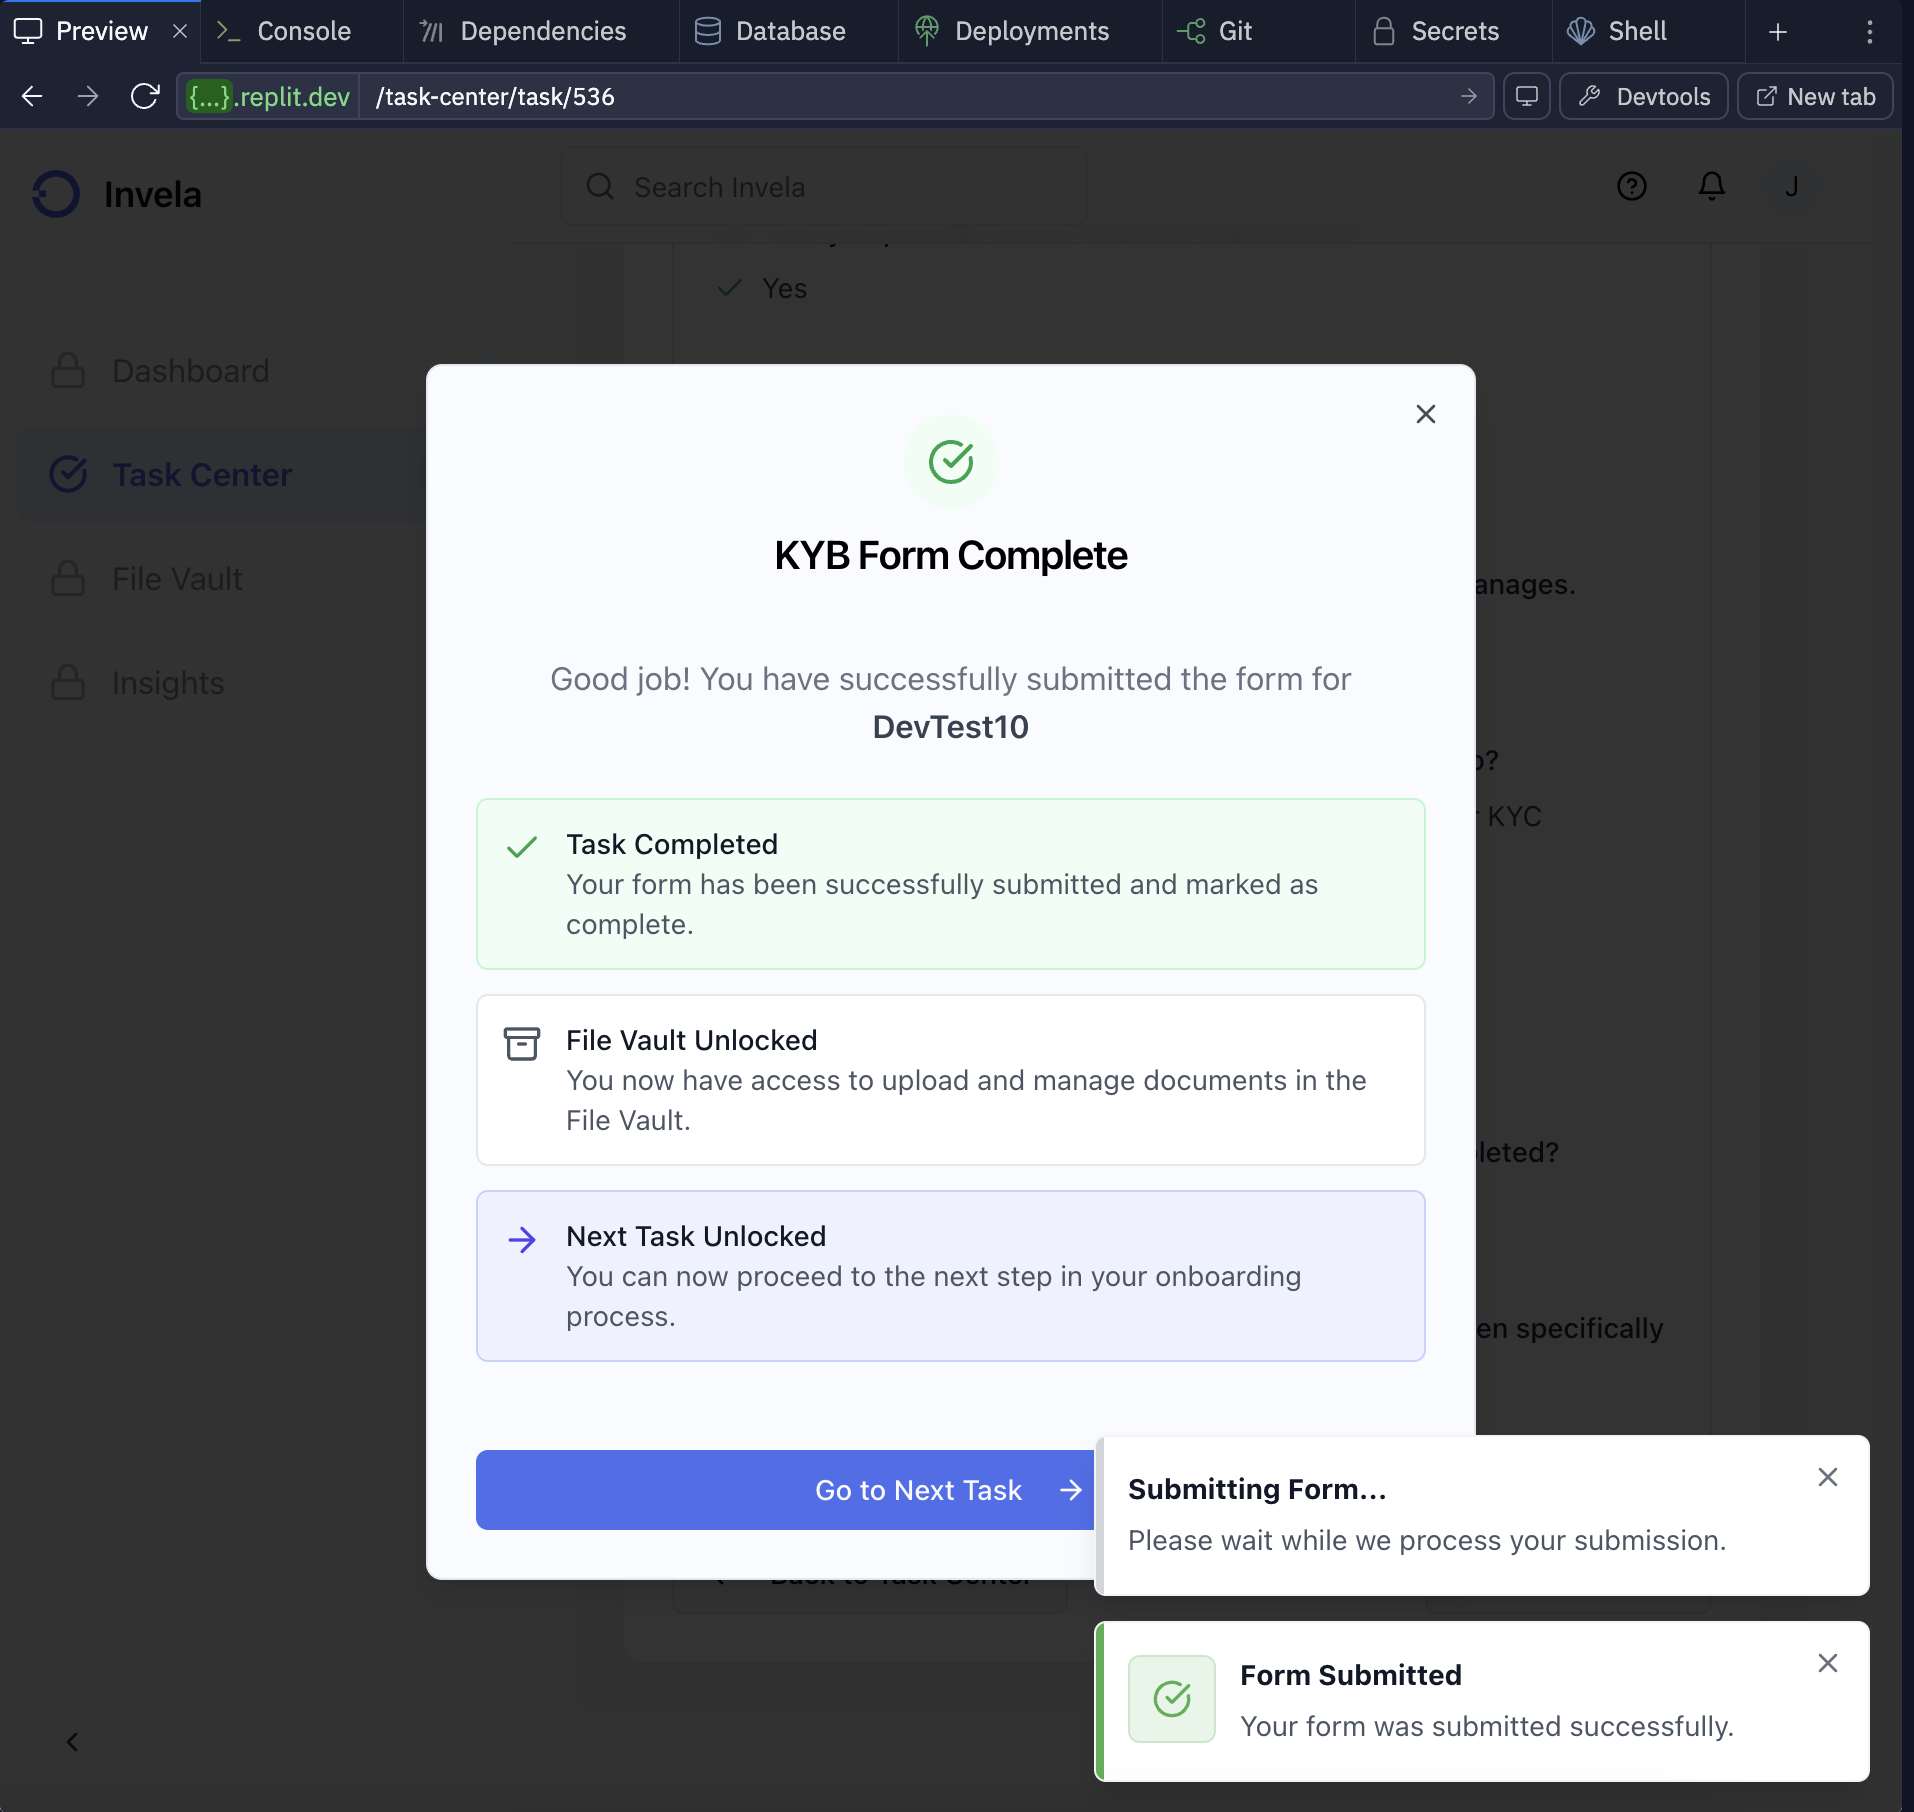 Preview
Console
Dependencies
Database
Deployments
Git
Secrets
Shell
{...}.replit.dev
/task-center/task/536
Devtools
New tab
Invela
Search Invela
J
Yes
Dashboard
Task Center
File Vault
Insights
KYB Form Complete
anages.
Good job! You have successfully submitted the form for
DevTest10
o?
KYC
Task Completed
Your form has been successfully submitted and marked as
complete.
File Vault Unlocked
You now have access to upload and manage documents in the
File Vault.
leted?
Next Task Unlocked
You can now proceed to the next step in your onboarding
process.
en specifically
Go to Next Task
Submitting Form...
Please wait while we process your submission.
Back to Task Center
Form Submitted
Your form was submitted successfully.